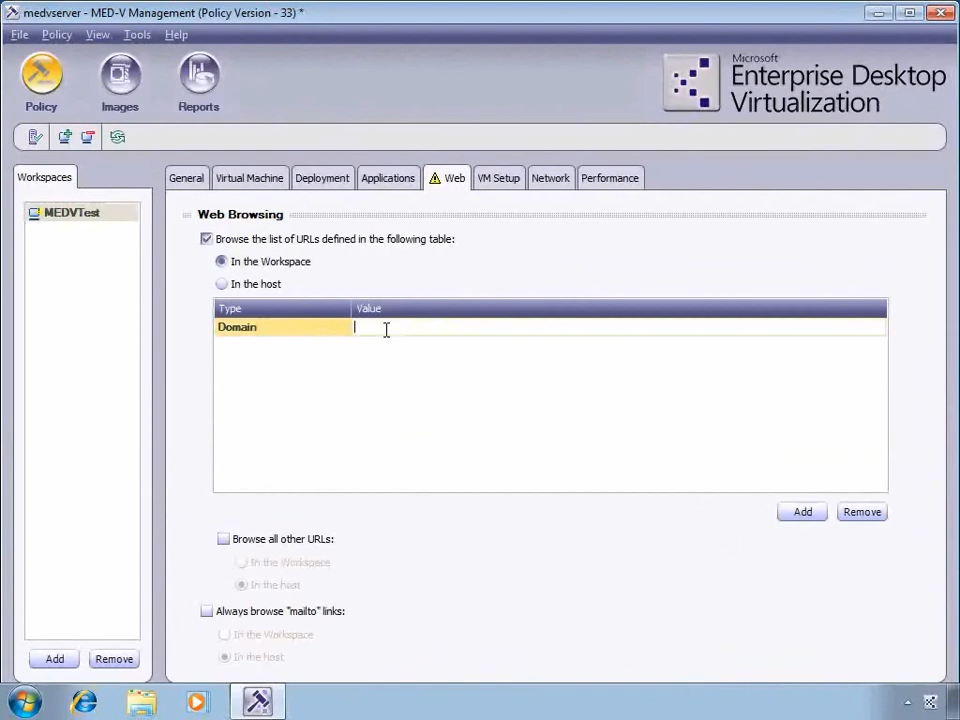 medvserver - MED-V Management (Policy Version - 33) *
File Policy View Tools Help
Policy
Images
Reports
Microsoft
Enterprise Desktop
Virtualization
Workspaces
General
Virtual Machine
Deployment
Applications
Web
VM Setup
Network
Performance
MEDVTest
Web Browsing
Browse the list of URLs defined in the following table:
In the Workspace
In the host
Type
Value
Domain
Add
Remove
Browse all other URLs:
In the Workspace
In the host
Always browse "mailto" links:
In the Workspace
In the host
Add
Remove